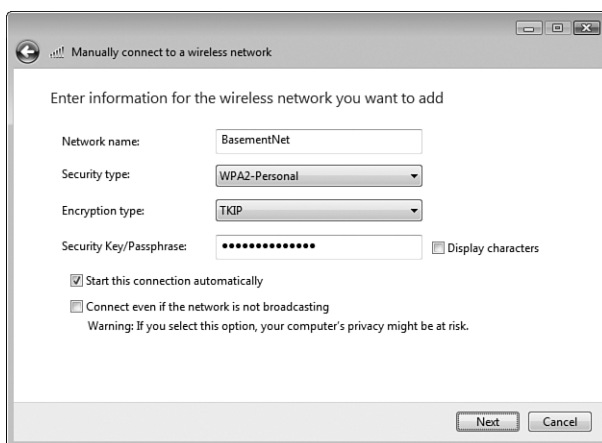 Manually connect to a wireless network
Enter information for the wireless network you want to add
Network name: BasementNet
Security type: WPA2-Personal
Encryption type: TKIP
Security Key/Passphrase: ●●●●●●●●●●●●●● Display characters
Start this connection automatically
Connect even if the network is not broadcasting
Warning: If you select this option, your computer's privacy might be at risk.
Next Cancel